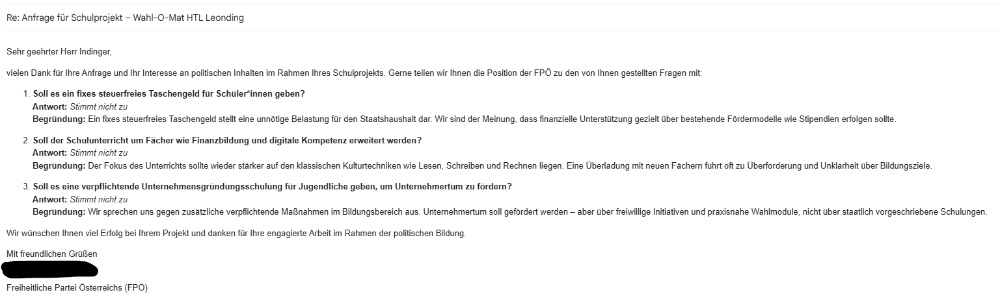 Re: Anfrage für Schulprojekt – Wahl-O-Mat HTL Leonding
Sehr geehrter Herr Indinger,
vielen Dank für Ihre Anfrage und Ihr Interesse an politischen Inhalten im Rahmen Ihres Schulprojekts. Gerne teilen wir Ihnen die Position der FPÖ zu den von Ihnen gestellten Fragen mit:
1. Soll es ein fixes steuerfreies Taschengeld für Schüler*innen geben?
Antwort: Stimmt nicht zu
Begründung: Ein fixes steuerfreies Taschengeld stellt eine unnötige Belastung für den Staatshaushalt dar. Wir sind der Meinung, dass finanzielle Unterstützung gezielt über bestehende Fördermodelle wie Stipendien erfolgen sollte.
2. Soll der Schulunterricht um Fächer wie Finanzbildung und digitale Kompetenz erweitert werden?
Antwort: Stimmt nicht zu
Begründung: Der Fokus des Unterrichts sollte wieder stärker auf den klassischen Kulturtechniken wie Lesen, Schreiben und Rechnen liegen. Eine Überladung mit neuen Fächern führt oft zu Überforderung und Unklarheit über Bildungsziele.
3. Soll es eine verpflichtende Unternehmensgründungsschulung für Jugendliche geben, um Unternehmertum zu fördern?
Antwort: Stimmt nicht zu
Begründung: Wir sprechen uns gegen zusätzliche verpflichtende Maßnahmen im Bildungsbereich aus. Unternehmertum soll gefördert werden – aber über freiwillige Initiativen und praxisnahe Wahlmodule, nicht über staatlich vorgeschriebene Schulungen.
Wir wünschen Ihnen viel Erfolg bei Ihrem Projekt und danken für Ihre engagierte Arbeit im Rahmen der politischen Bildung.
Mit freundlichen Grüßen
Freiheitliche Partei Österreichs (FPÖ)